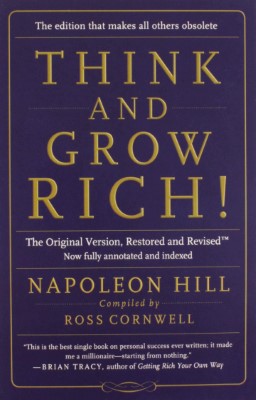 The edition that makes all others obsolete
THINK
AND
GROW
RICH!
The Original Version, Restored and Revised™
Now fully annotated and indexed
NAPOLEON HILL
Compiled by
ROSS CORNWELL
"This is the best single book on personal success ever written; it made
me a millionaire—starting from nothing."
—BRIAN TRACY, author of Getting Rich Your Own Way